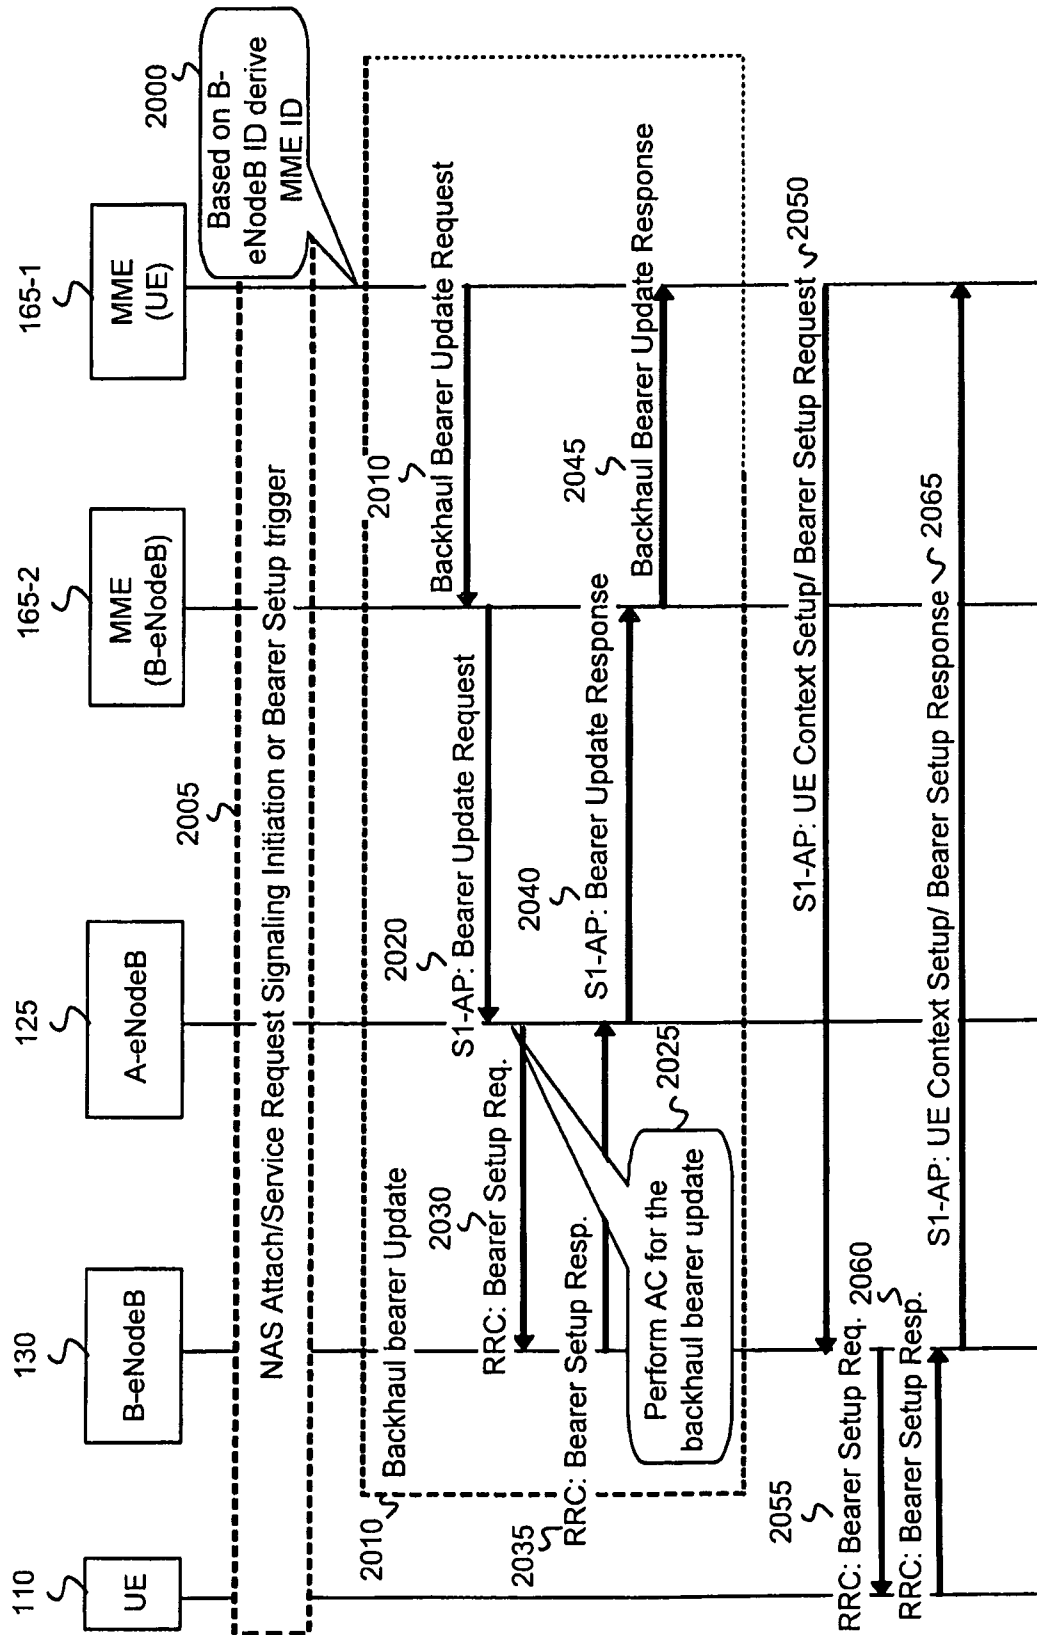 110
UE
130
B-eNodeB
125
A-eNodeB
165-2
MME
(B-eNodeB)
165-1
MME
(UE)
2000
Based on B-
eNodeB ID derive
MME ID
2005
NAS Attach/Service Request Signaling Initiation or Bearer Setup trigger
2010
Backhaul bearer Update
2010
Backhaul Bearer Update Request
2020
S1-AP: Bearer Update Request
2025
Perform AC for the
backhaul bearer update
2030
RRC: Bearer Setup Req.
2035
RRC: Bearer Setup Resp.
2040
S1-AP: Bearer Update Response
2045
Backhaul Bearer Update Response
S1-AP: UE Context Setup/ Bearer Setup Request 2050
2055
RRC: Bearer Setup Req.
2060
RRC: Bearer Setup Resp.
S1-AP: UE Context Setup/ Bearer Setup Response 2065